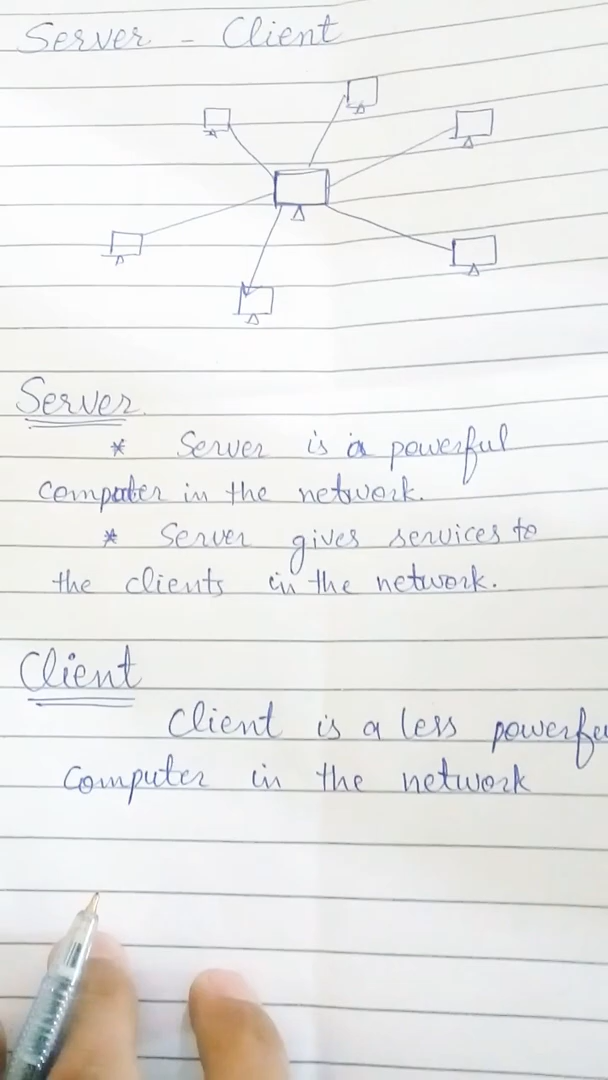 Server - Client
Server
* Server is a powerful
computer in the network.
* Server gives services to
the clients in the network.
Client
Client is a less powerfu
Computer in the network